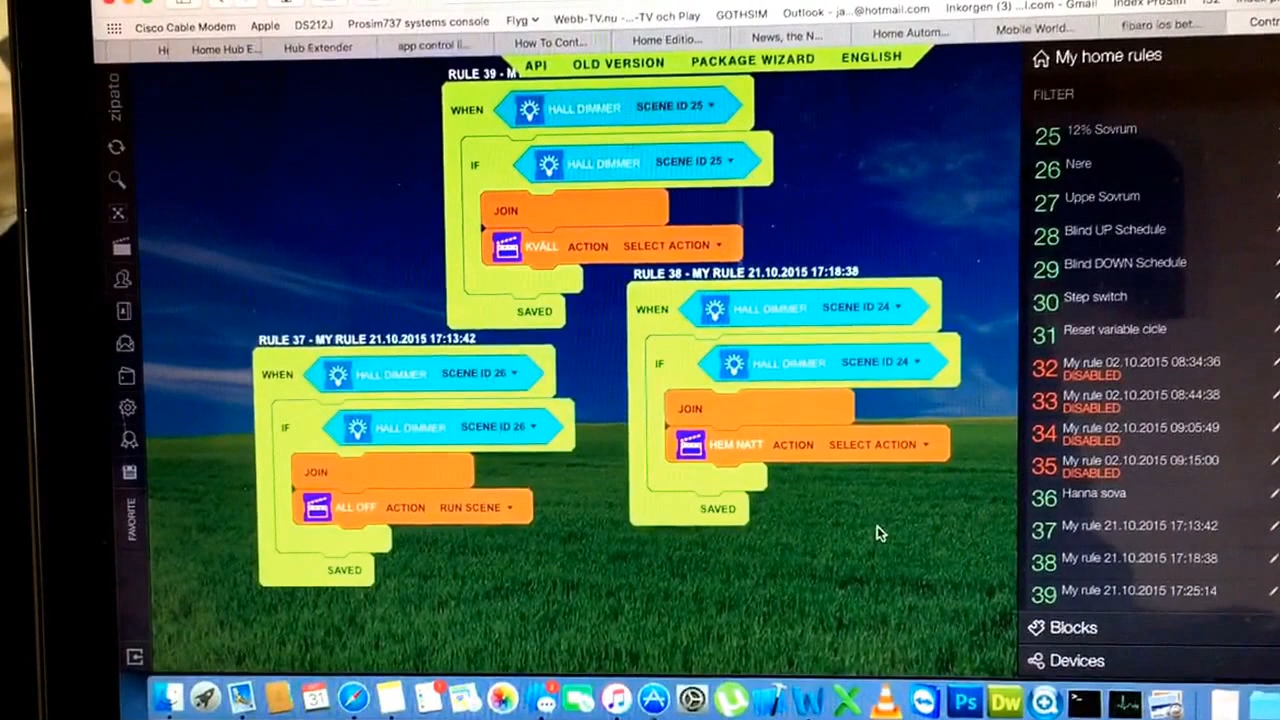 Index ProSim
Cisco Cable Modem Apple DS212J Prosim737 systems console Flyg Webb-TV.nu -...-TV och Play GOTHSIM Outlook - ja...@hotmail.com Inkorgen (3) ...l.com - Gmail
Home Hub E... Hub Extender app control li... How To Cont... Home Editio... News, the N... Home Autom... Mobile World... fibaro ios bet...
API OLD VERSION PACKAGE WIZARD ENGLISH
zipato
FAVORITE
RULE 39 - M
WHEN HALL DIMMER SCENE ID 25
IF HALL DIMMER SCENE ID 25
JOIN
KVÄLL ACTION SELECT ACTION
SAVED
RULE 38 - MY RULE 21.10.2015 17:18:38
WHEN HALL DIMMER SCENE ID 24
IF HALL DIMMER SCENE ID 24
JOIN
HEM NATT ACTION SELECT ACTION
SAVED
RULE 37 - MY RULE 21.10.2015 17:13:42
WHEN HALL DIMMER SCENE ID 26
IF HALL DIMMER SCENE ID 26
JOIN
ALL OFF ACTION RUN SCENE
SAVED
My home rules
FILTER
25 12% Sovrum
26 Nere
27 Uppe Sovrum
28 Blind UP Schedule
29 Blind DOWN Schedule
30 Step switch
31 Reset variable cicle
32 My rule 02.10.2015 08:34:36
DISABLED
33 My rule 02.10.2015 08:44:38
DISABLED
34 My rule 02.10.2015 09:05:49
DISABLED
35 My rule 02.10.2015 09:15:00
DISABLED
36 Hanna sova
37 My rule 21.10.2015 17:13:42
38 My rule 21.10.2015 17:18:38
39 My rule 21.10.2015 17:25:14
Blocks
Devices
31
Ps Dw